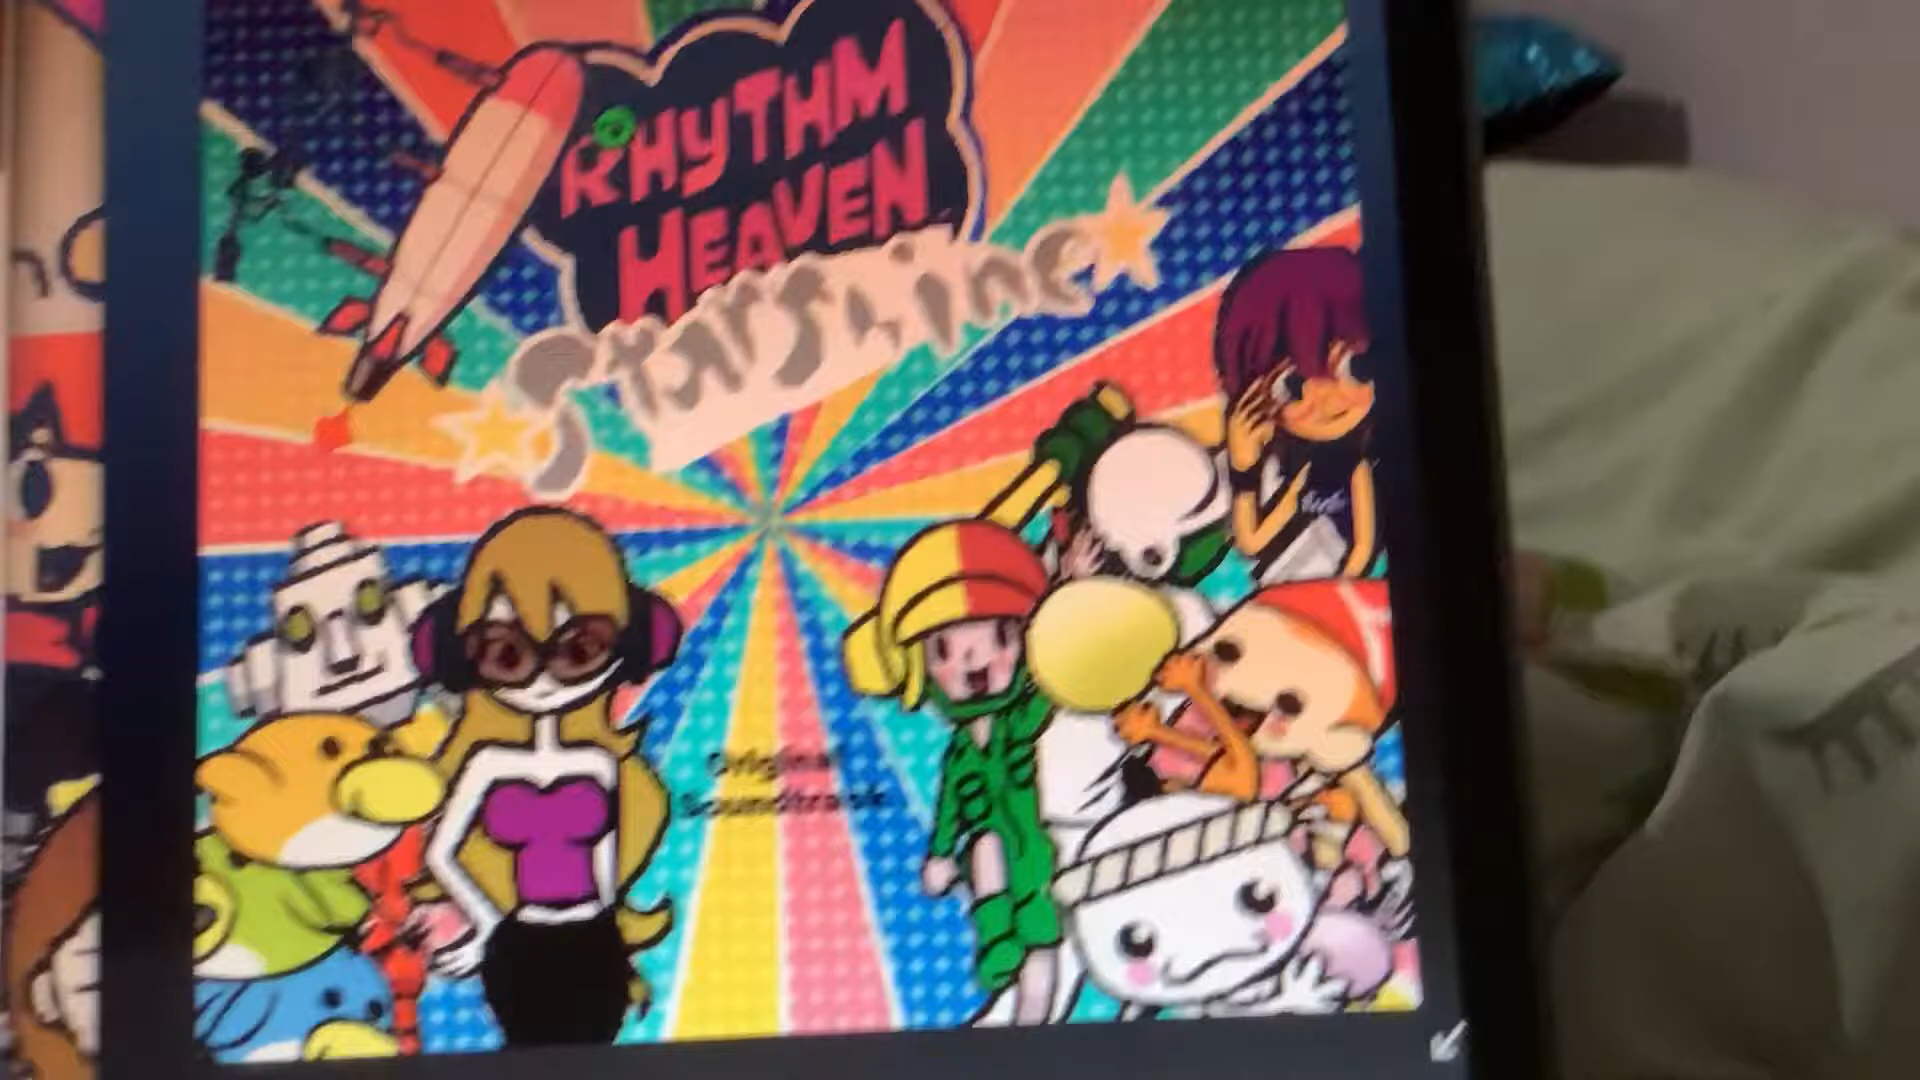 RHYTHM
HEAVEN
Starshine
Original
Soundtrack